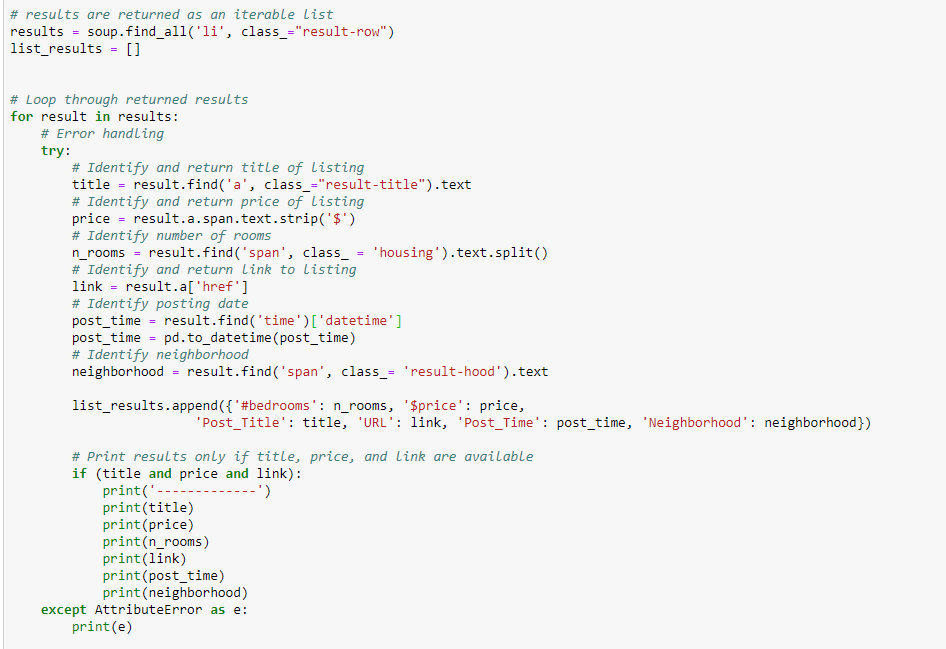 # results are returned as an iterable list
results = soup.find_all('li', class_="result-row")
list_results = []
# Loop through returned results
for result in results:
    # Error handling
    try:
        # Identify and return title of listing
        title = result.find('a', class_="result-title").text
        # Identify and return price of listing
        price = result.a.span.text.strip('$')
        # Identify number of rooms
        n_rooms = result.find('span', class_ = 'housing').text.split()
        # Identify and return link to listing
        link = result.a['href']
        # Identify posting date
        post_time = result.find('time')['datetime']
        post_time = pd.to_datetime(post_time)
        # Identify neighborhood
        neighborhood = result.find('span', class_= 'result-hood').text
        list_results.append({'#bedrooms': n_rooms, '$price': price,
                        'Post_Title': title, 'URL': link, 'Post_Time': post_time, 'Neighborhood': neighborhood})
        # Print results only if title, price, and link are available
        if (title and price and link):
            print('-------------')
            print(title)
            print(price)
            print(n_rooms)
            print(link)
            print(post_time)
            print(neighborhood)
    except AttributeError as e:
        print(e)